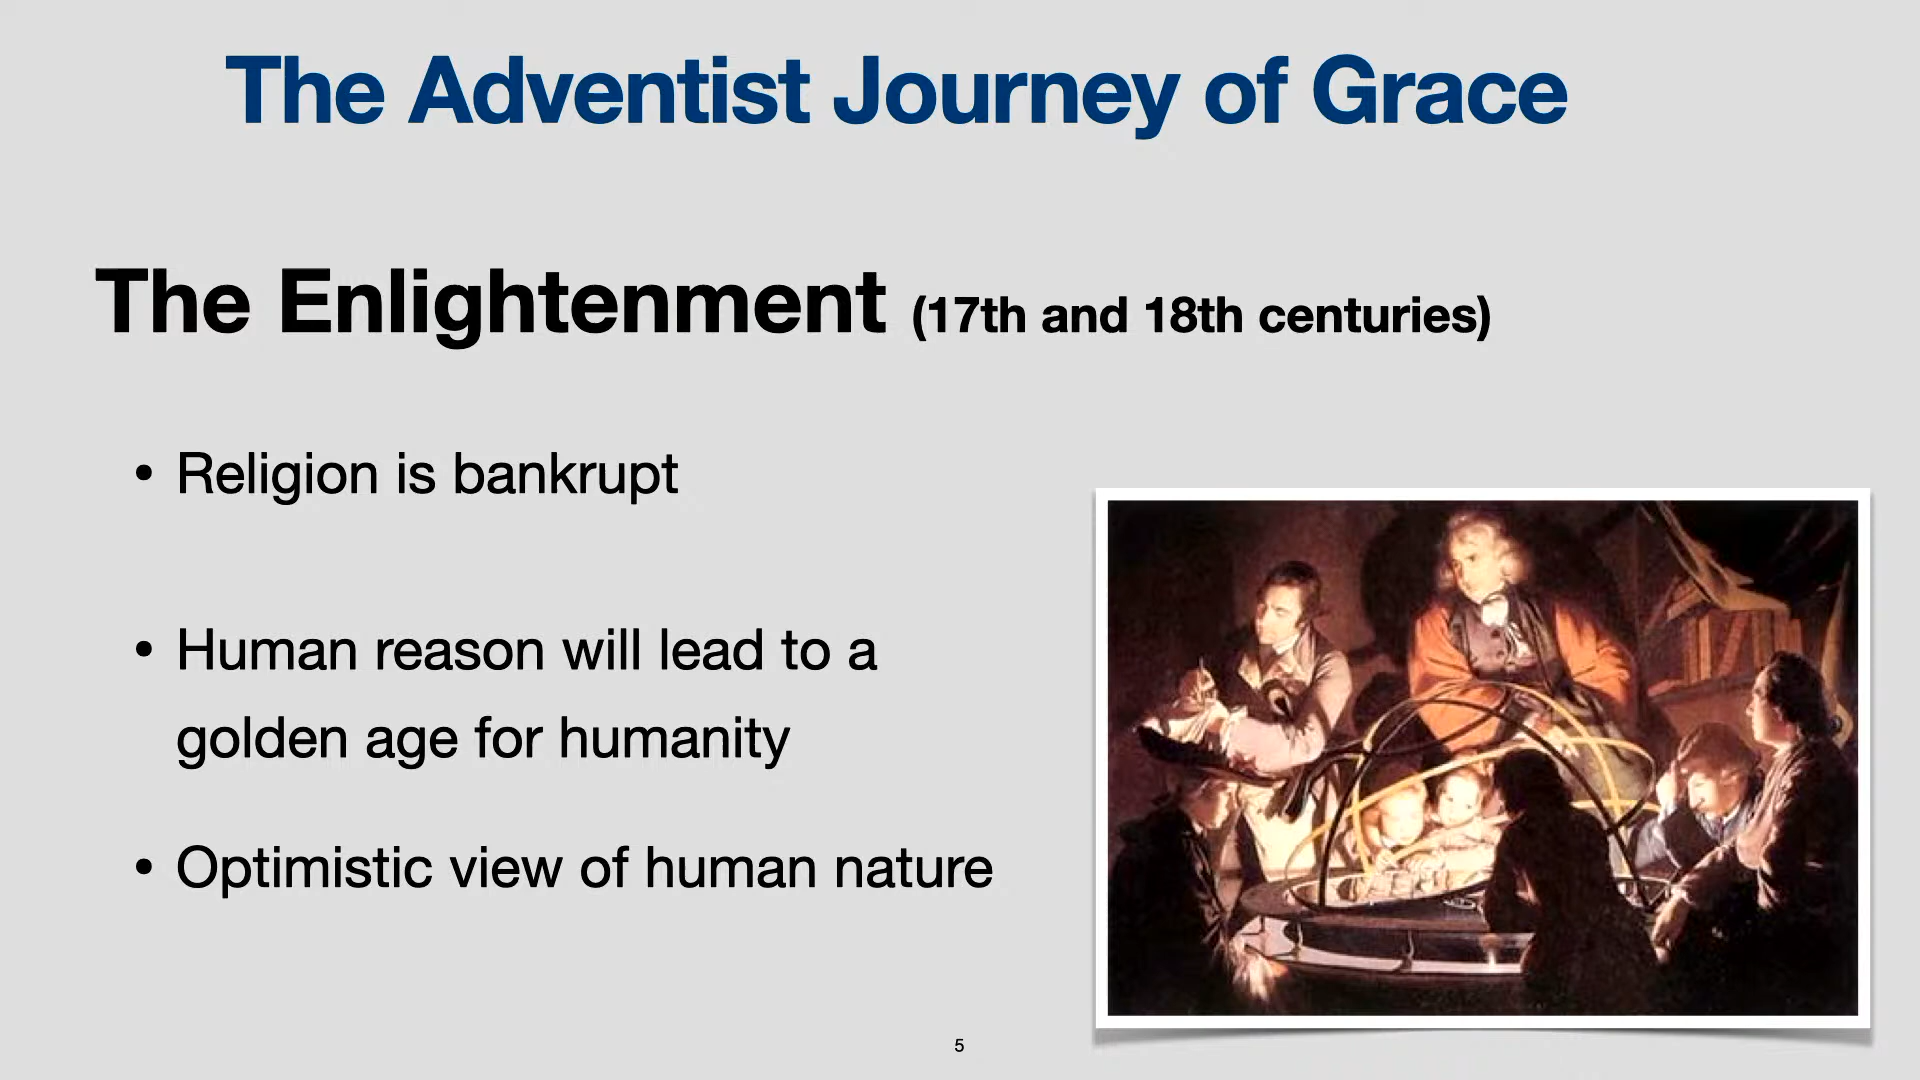 The Adventist Journey of Grace
The Enlightenment (17th and 18th centuries)
• Religion is bankrupt
• Human reason will lead to a
golden age for humanity
• Optimistic view of human nature
5